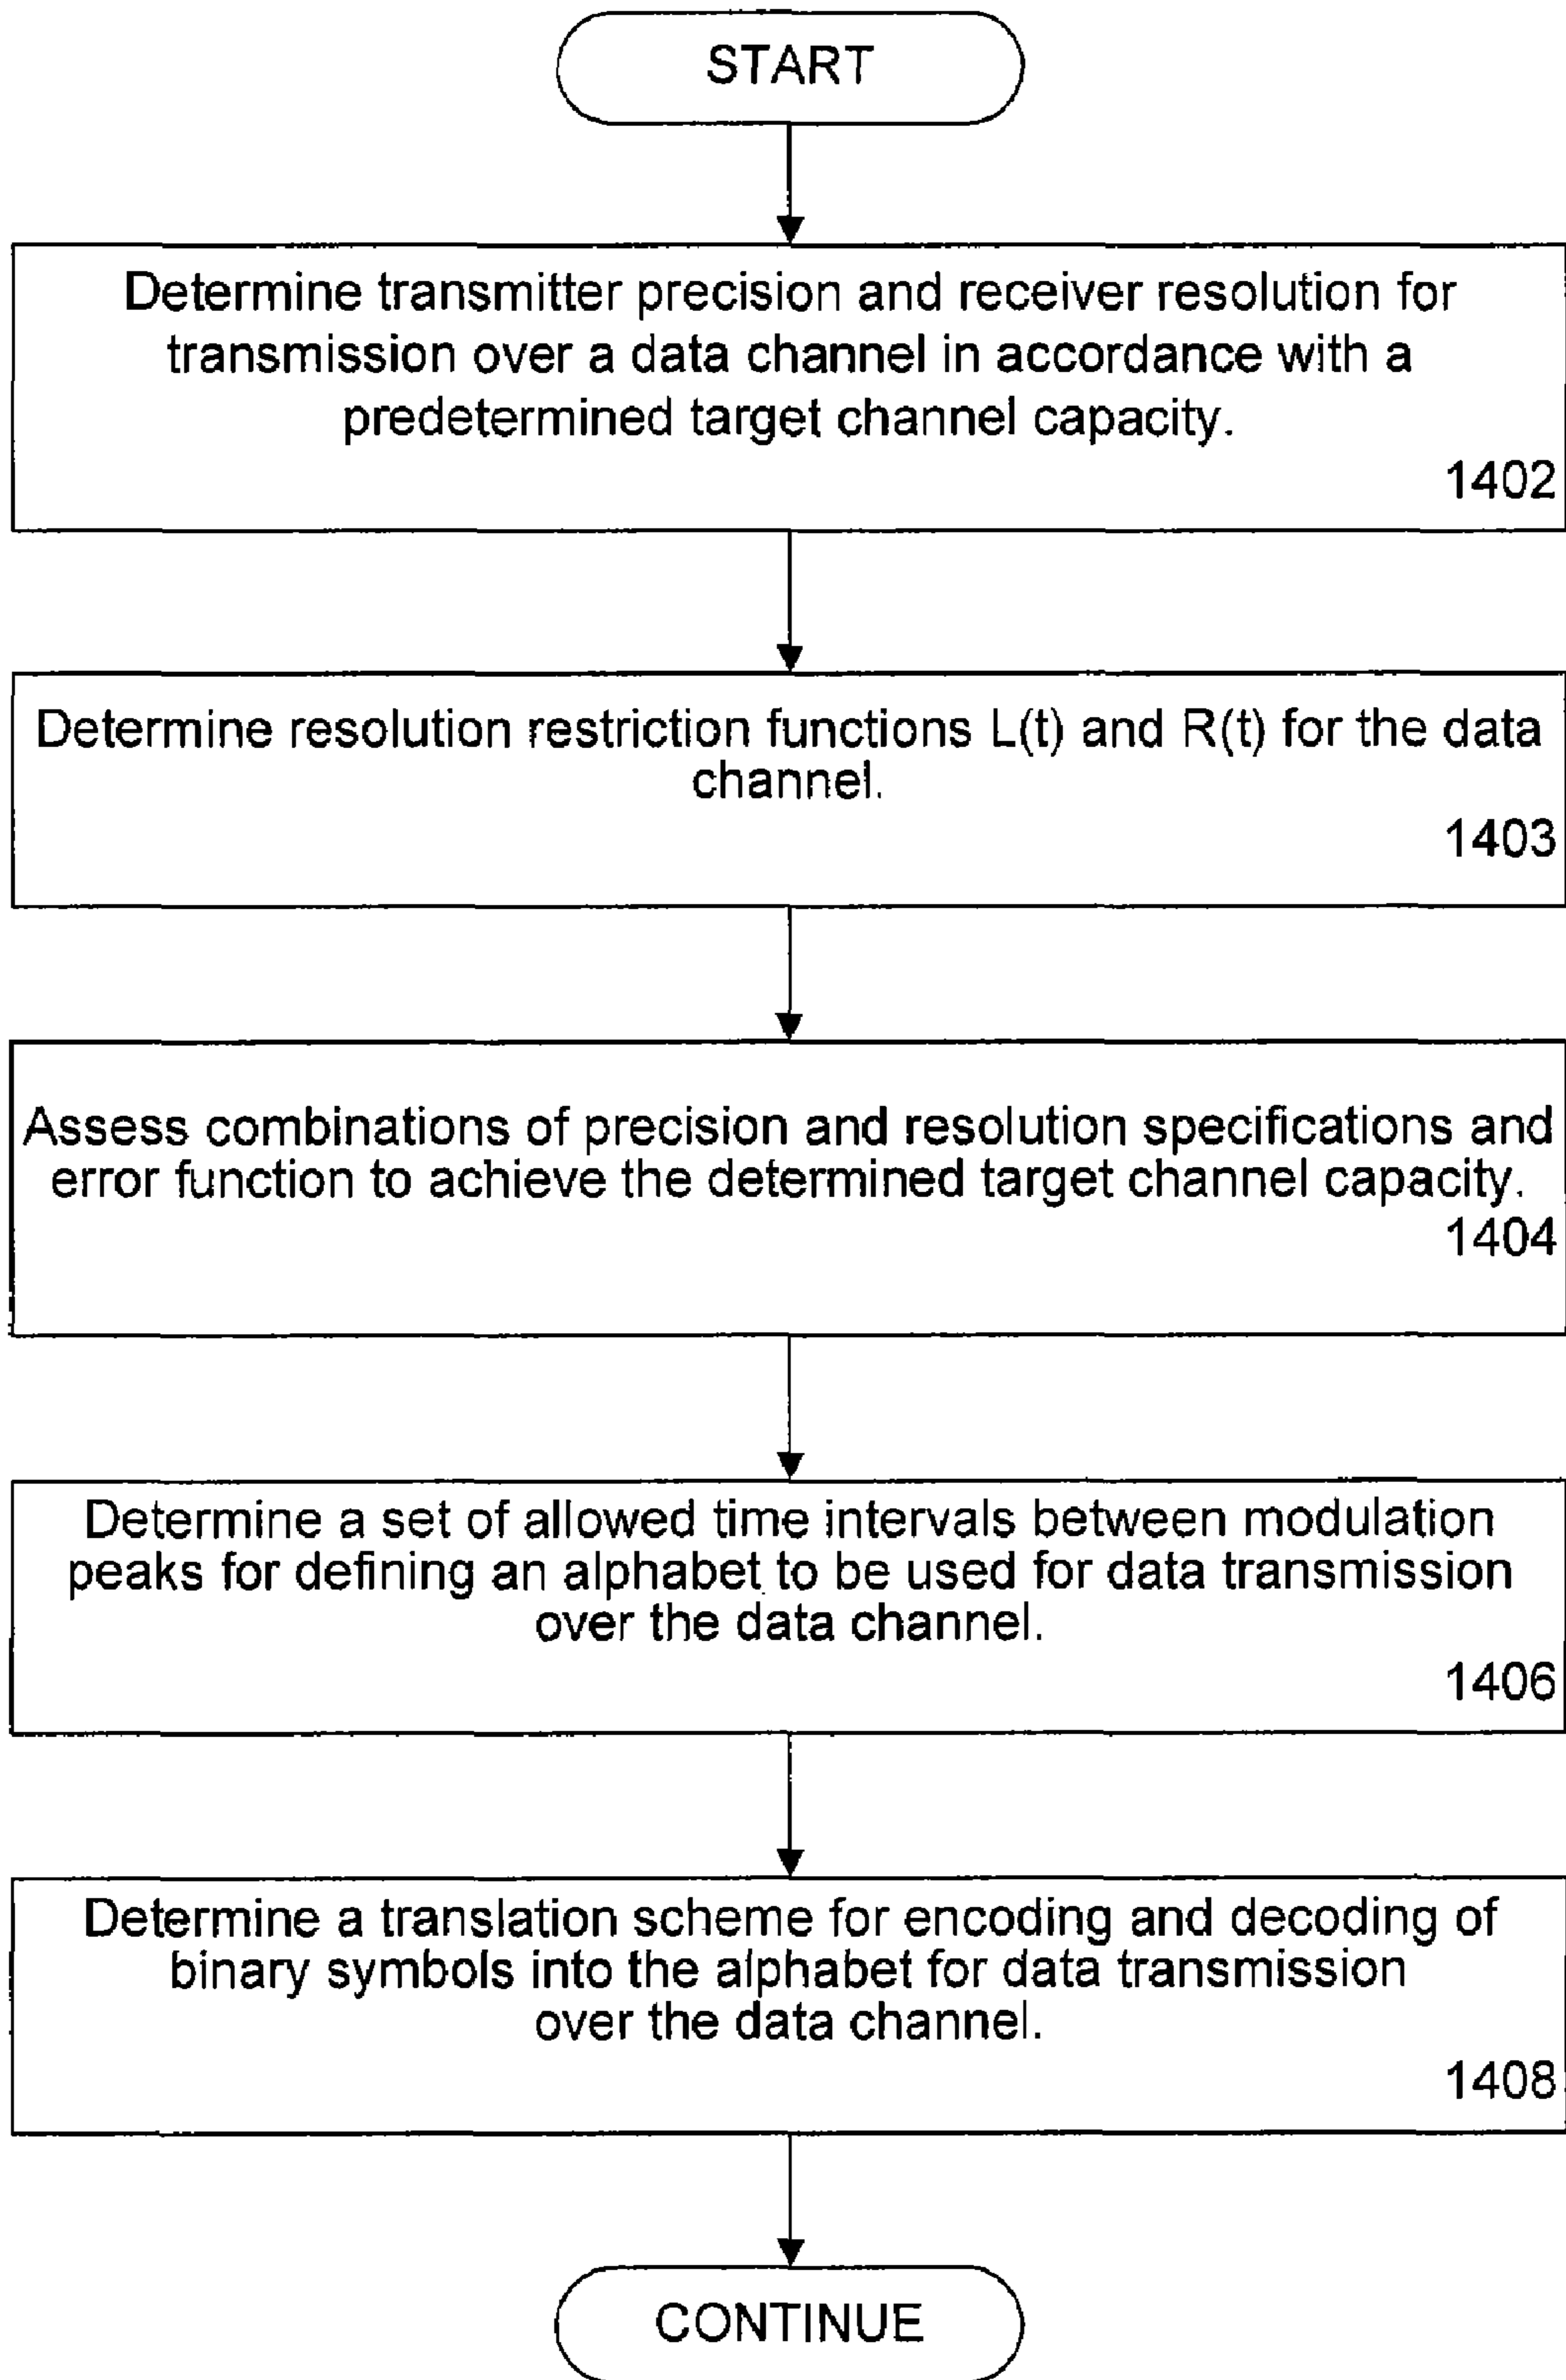 START
Determine transmitter precision and receiver resolution for
transmission over a data channel in accordance with a
predetermined target channel capacity.
1402
Determine resolution restriction functions L(t) and R(t) for the data
channel.
1403
Assess combinations of precision and resolution specifications and
error function to achieve the determined target channel capacity.
1404
Determine a set of allowed time intervals between modulation
peaks for defining an alphabet to be used for data transmission
over the data channel.
1406
Determine a translation scheme for encoding and decoding of
binary symbols into the alphabet for data transmission
over the data channel.
1408
CONTINUE